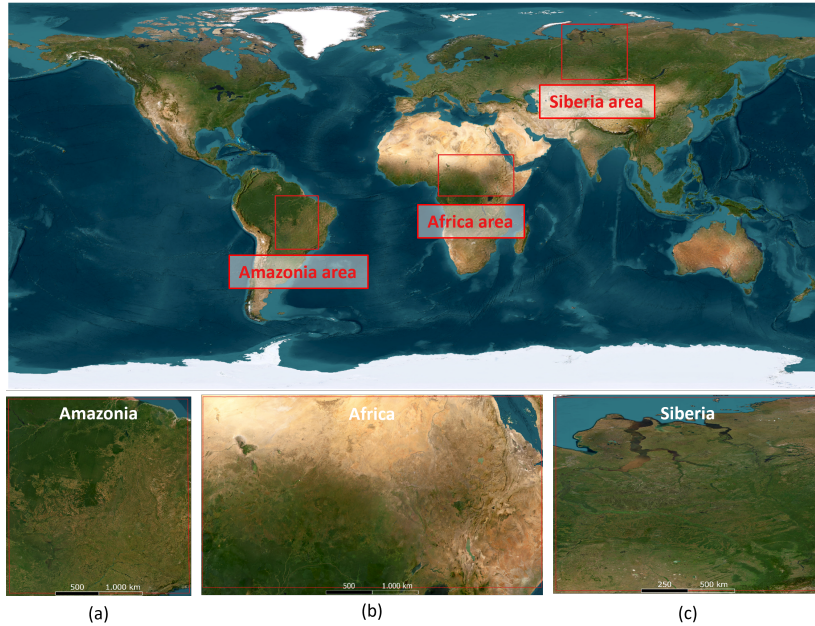 Siberia area
Africa area
Amazonia area
Amazonia
Africa
Siberia
500 1.000 km
500 1.000 km
250 500 km
(a)
(b)
(c)